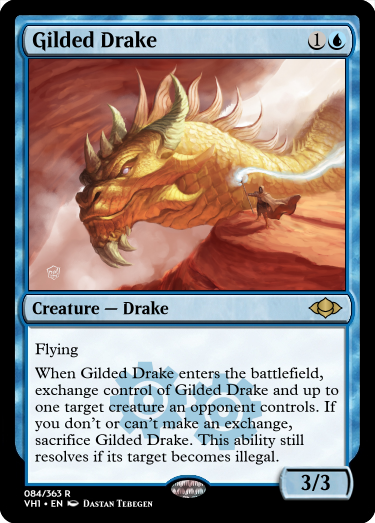 Gilded Drake 1
Creature — Drake
Flying
When Gilded Drake enters the battlefield,
exchange control of Gilded Drake and up to
one target creature an opponent controls. If
you don't or can't make an exchange,
sacrifice Gilded Drake. This ability still
resolves if its target becomes illegal.
3/3
084/363 R
VH1 • EN Dastan Tebegen